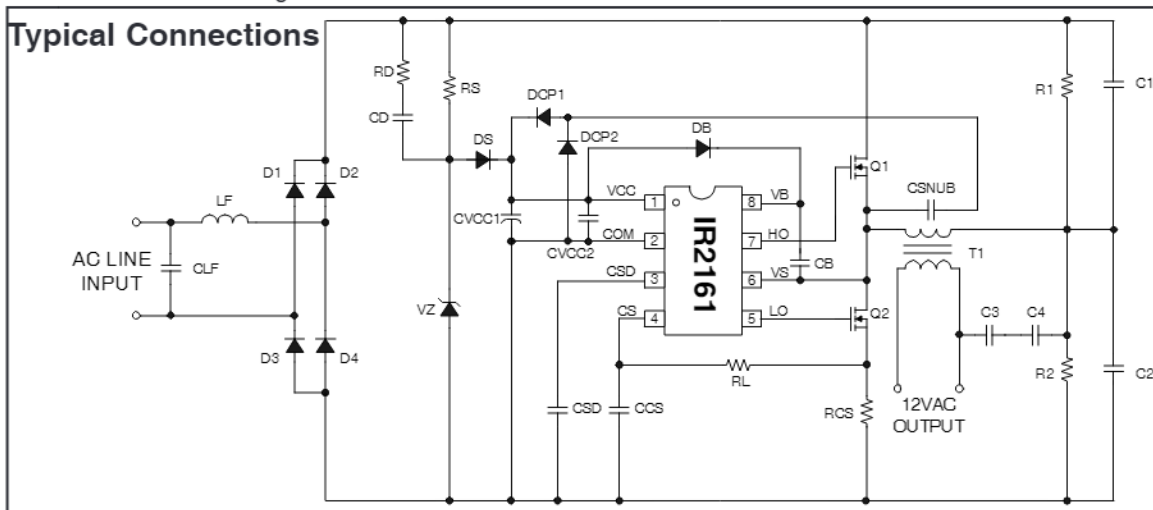 Typical Connections
RD
RS
CD
DCP1
DCP2
DS
DB
D1
D2
LF
CLF
AC LINE
INPUT
D3
D4
VZ
CVCC1
CVCC2
VCC
COM
CSD
CS
1
2
3
4
IR2161
8
7
6
5
VB
HO
VS
LO
CB
Q1
Q2
CSNUB
T1
R1
C1
C3
C4
R2
C2
RL
RCS
CSD
CCS
12VAC
OUTPUT